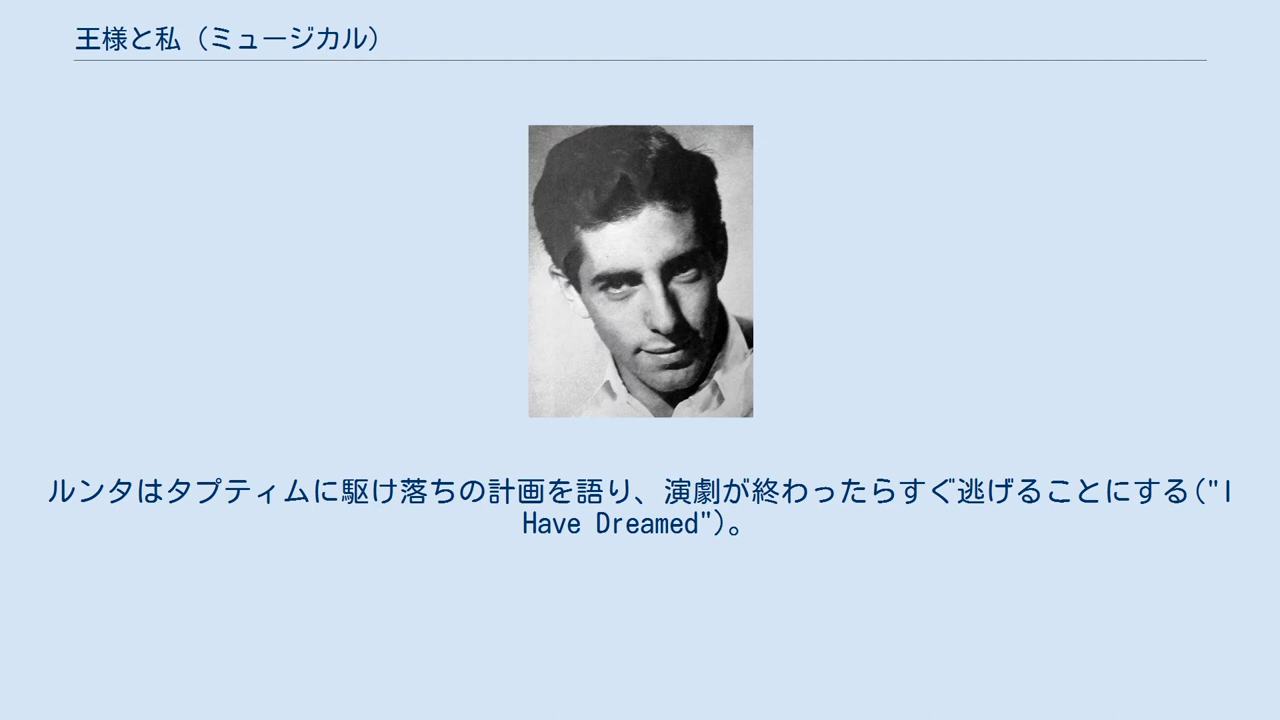 王様と私（ミュージカル）
ルンタはタプティムに駆け落ちの計画を語り、演劇が終わったらすぐ逃げることにする("I
Have Dreamed")。